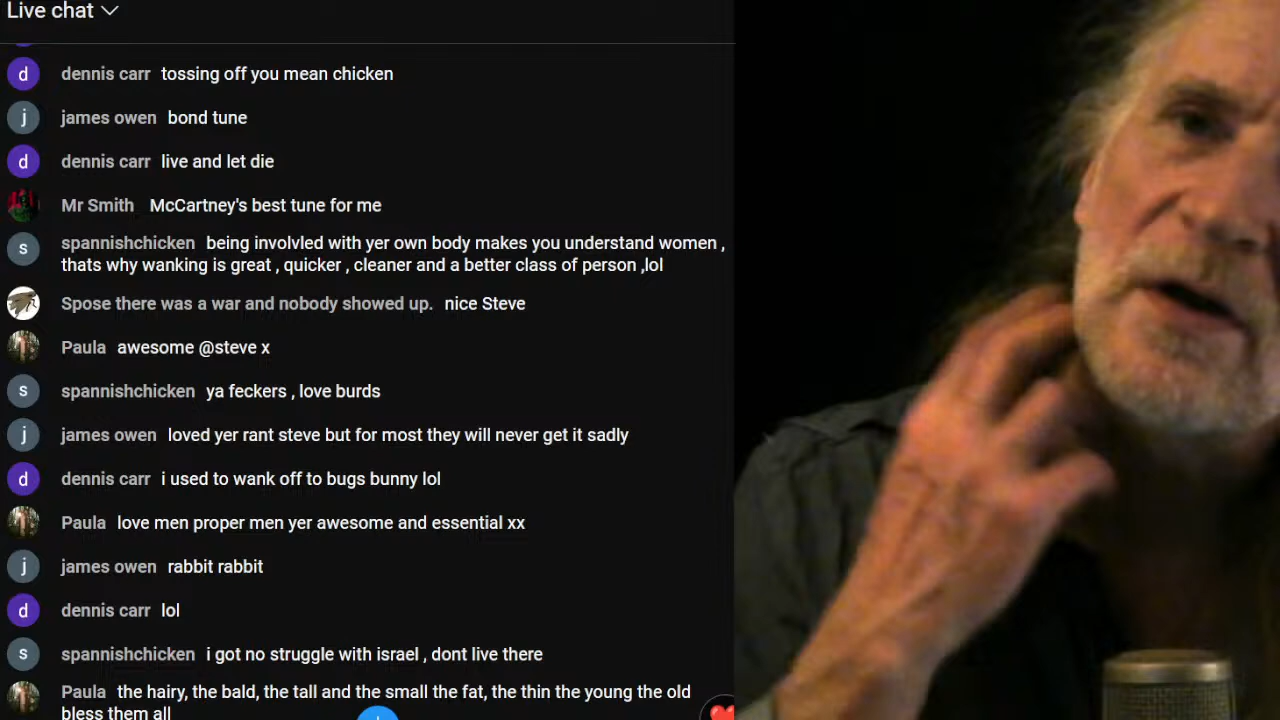 Live chat
d dennis carr tossing off you mean chicken
j james owen bond tune
d dennis carr live and let die
Mr Smith McCartney's best tune for me
s spannishchicken being involvled with yer own body makes you understand women ,
thats why wanking is great , quicker , cleaner and a better class of person ,lol
Spose there was a war and nobody showed up. nice Steve
Paula awesome @steve x
s spannishchicken ya feckers , love burds
j james owen loved yer rant steve but for most they will never get it sadly
d dennis carr i used to wank off to bugs bunny lol
Paula love men proper men yer awesome and essential xx
j james owen rabbit rabbit
d dennis carr lol
s spannishchicken i got no struggle with israel , dont live there
Paula the hairy, the bald, the tall and the small the fat, the thin the young the old
bless them all